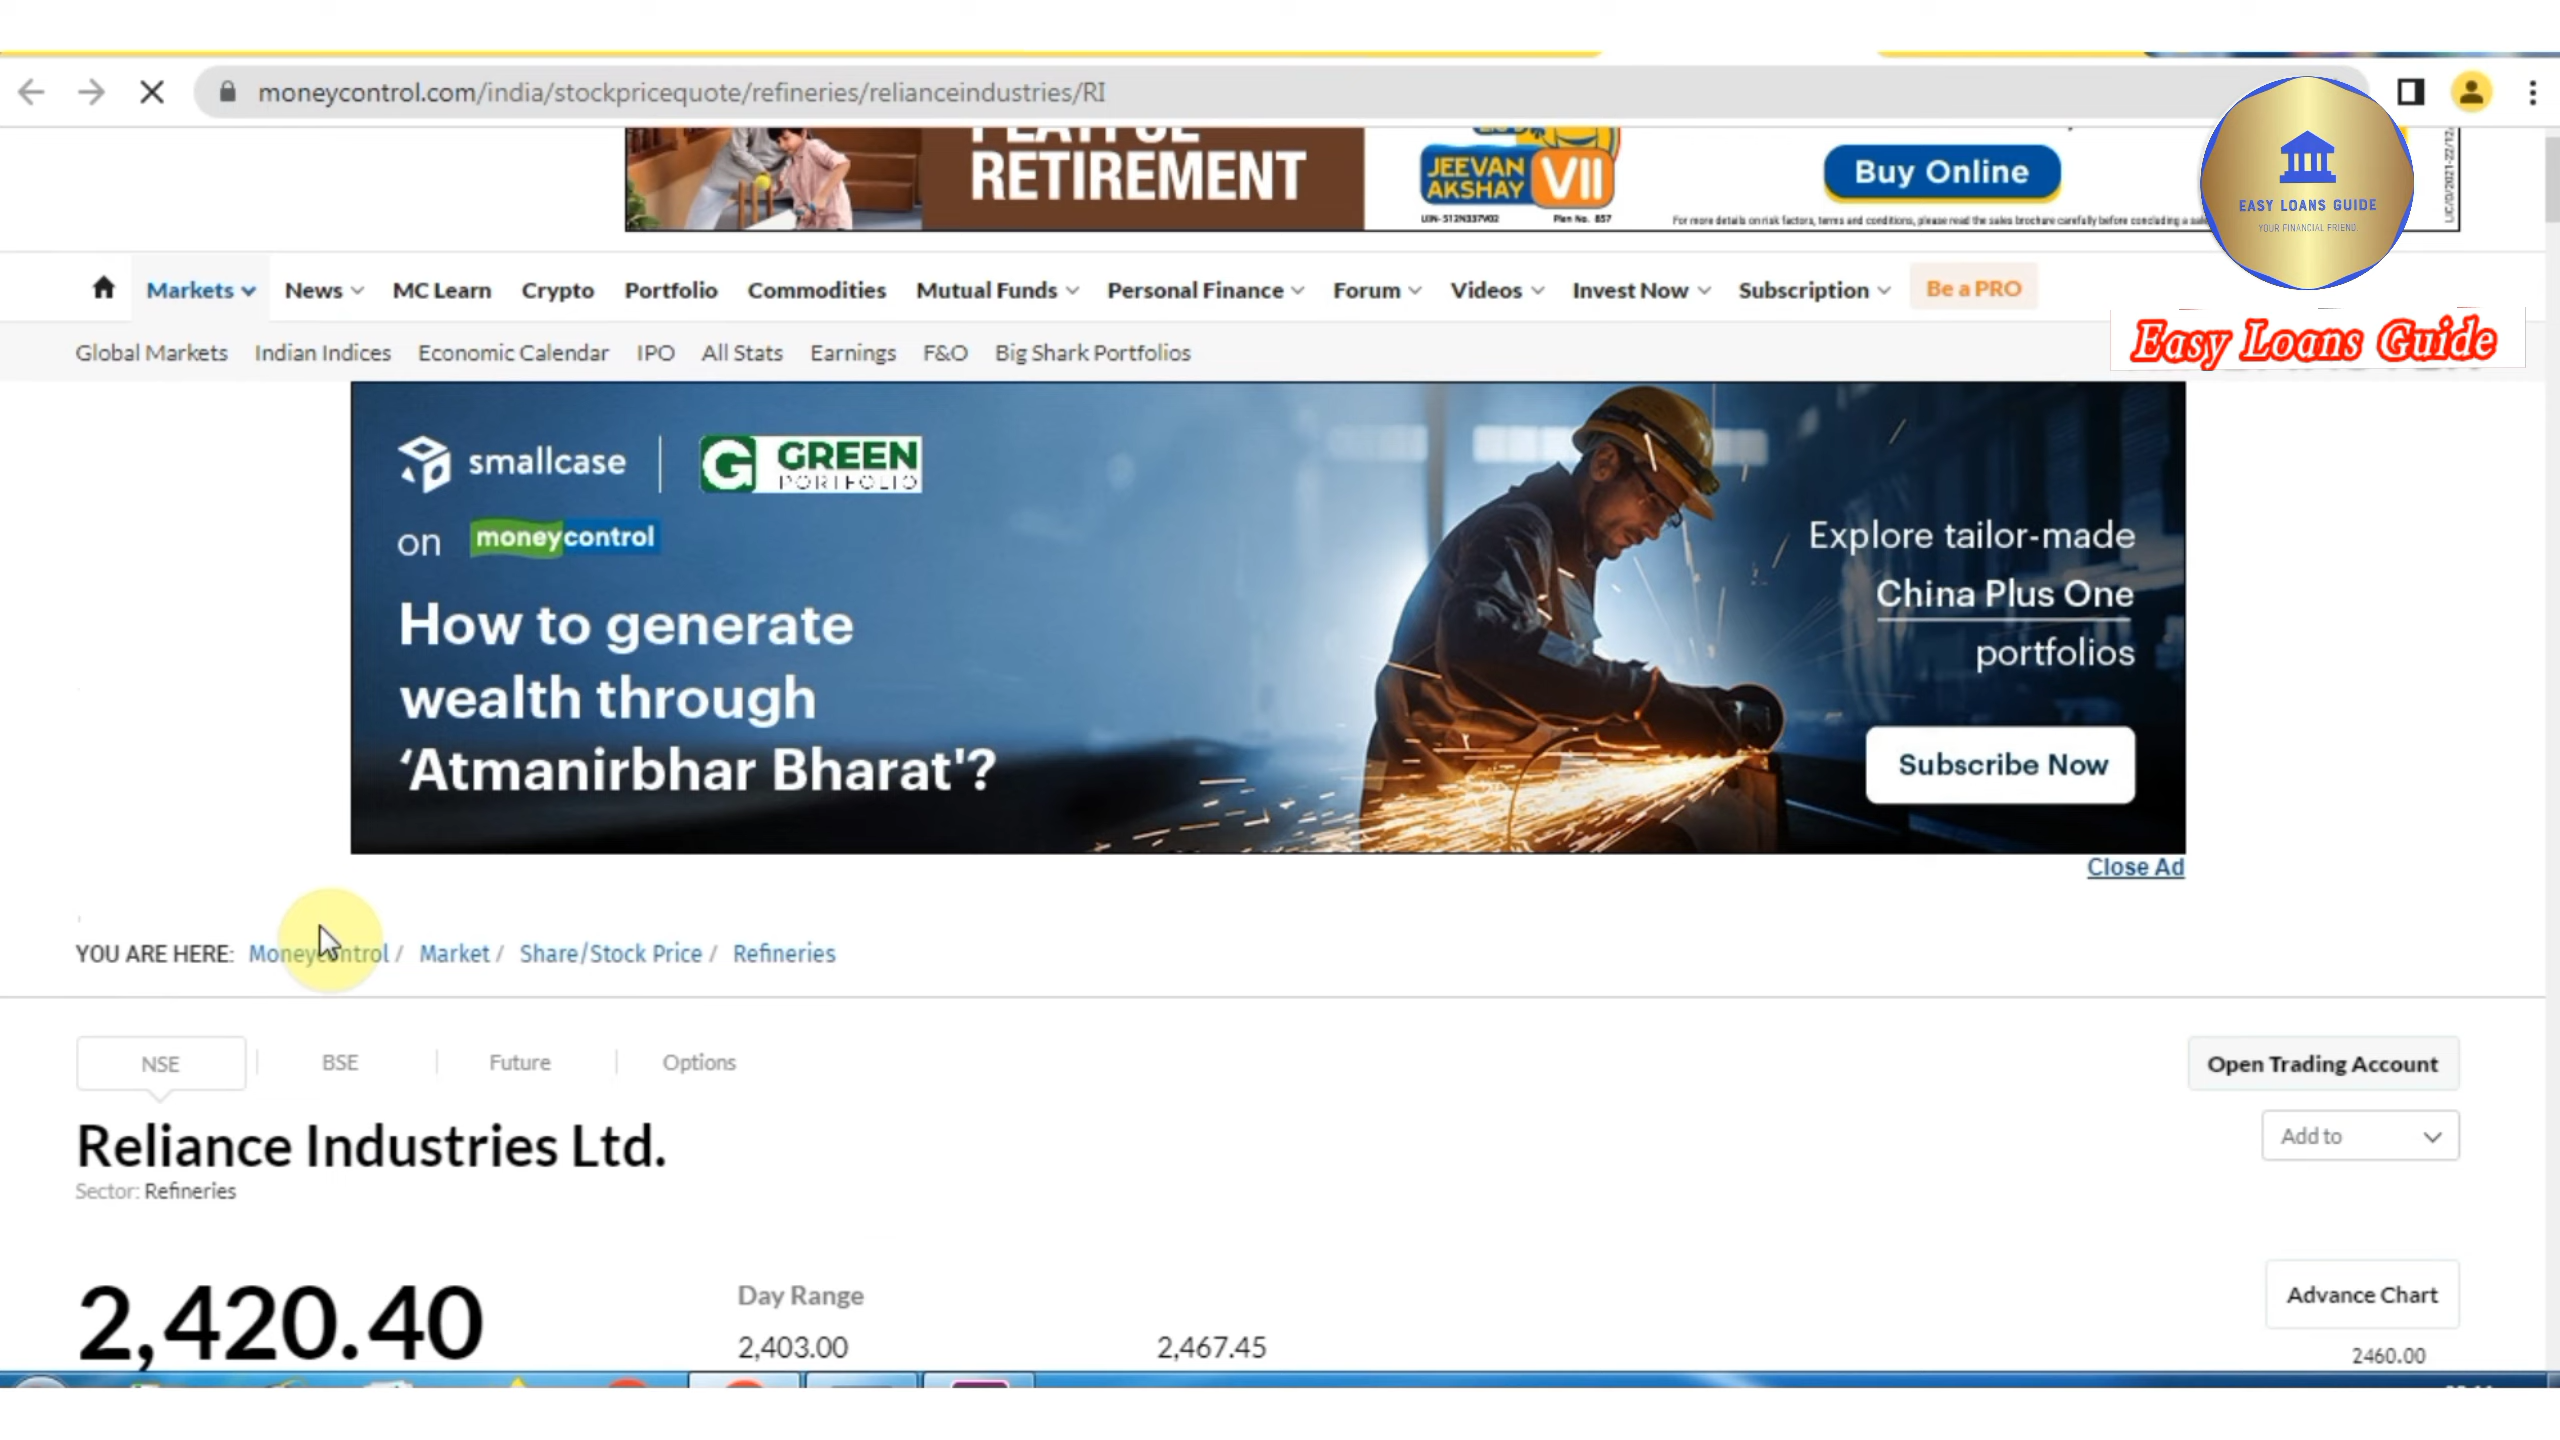 moneycontrol.com/india/stockpricequote/refineries/relianceindustries/RI
RETIREMENT
JEEVAN
AKSHAY VII
UIN- 512N337V02 Plan No. 857
Buy Online
For more details on risk factors, terms and conditions, please read the sales brochure carefully before concluding a
EASY LOANS GUIDE
YOUR FINANCIAL FRIEND.
Easy Loans Guide
Markets News MC Learn Crypto Portfolio Commodities Mutual Funds Personal Finance Forum Videos Invest Now Subscription Be a PRO
Global Markets Indian Indices Economic Calendar IPO All Stats Earnings F&O Big Shark Portfolios
smallcase | G GREEN
PORTFOLIO
on moneycontrol
How to generate
wealth through
‘Atmanirbhar Bharat'?
Explore tailor-made
China Plus One
portfolios
Subscribe Now
Close Ad
YOU ARE HERE: Moneycontrol / Market / Share/Stock Price / Refineries
NSE BSE Future Options
Open Trading Account
Reliance Industries Ltd.
Add to
Sector: Refineries
2,420.40
Day Range
2,403.00 2,467.45
Advance Chart
2460.00